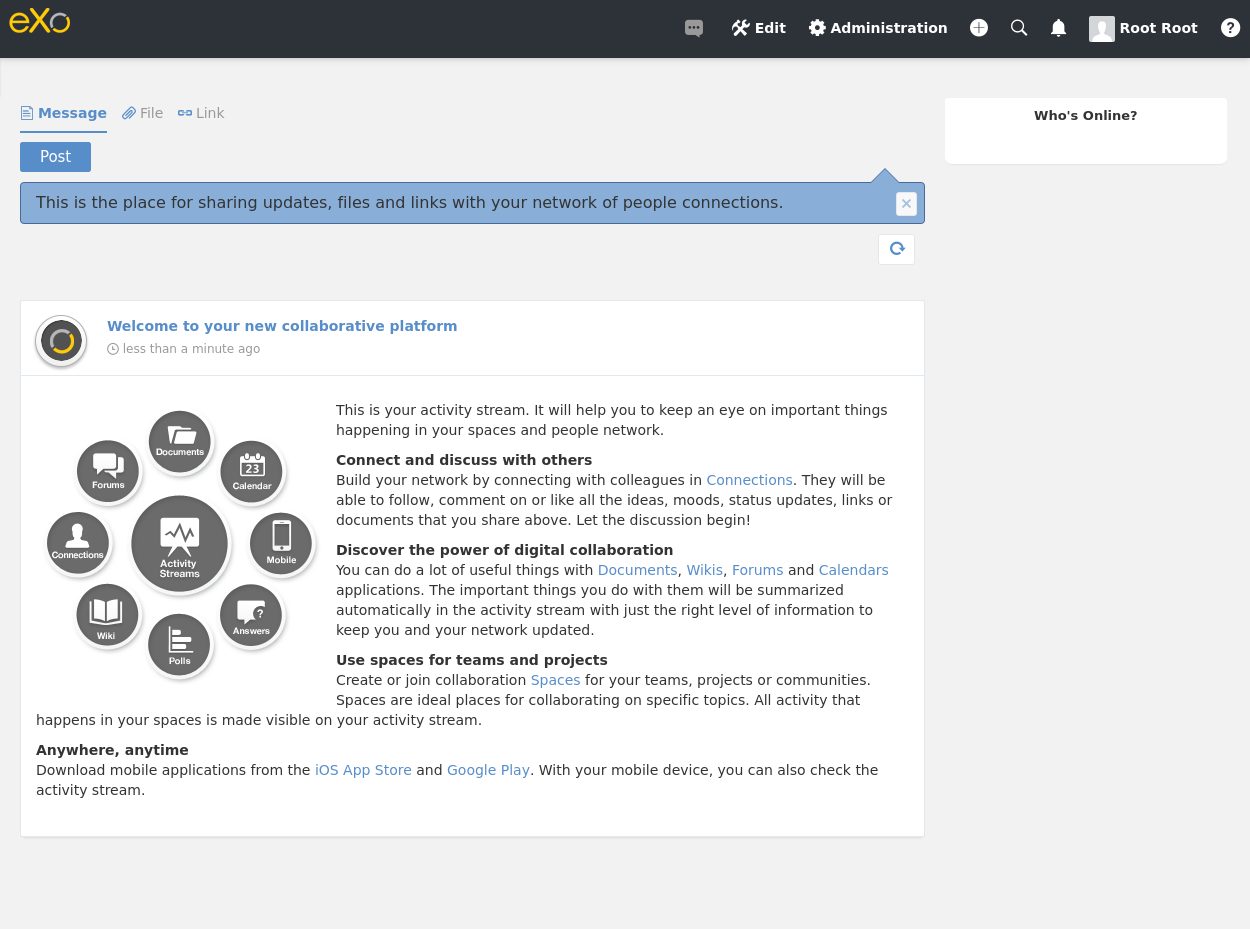 eXo
Edit
Administration
Root Root
Message
File
Link
Who's Online?
Post
This is the place for sharing updates, files and links with your network of people connections.
Welcome to your new collaborative platform
less than a minute ago
Documents
Forums
23
Calendar
Connections
Activity
Streams
Mobile
Wiki
?
Answers
Polls
This is your activity stream. It will help you to keep an eye on important things
happening in your spaces and people network.
Connect and discuss with others
Build your network by connecting with colleagues in Connections. They will be
able to follow, comment on or like all the ideas, moods, status updates, links or
documents that you share above. Let the discussion begin!
Discover the power of digital collaboration
You can do a lot of useful things with Documents, Wikis, Forums and Calendars
applications. The important things you do with them will be summarized
automatically in the activity stream with just the right level of information to
keep you and your network updated.
Use spaces for teams and projects
Create or join collaboration Spaces for your teams, projects or communities.
Spaces are ideal places for collaborating on specific topics. All activity that
happens in your spaces is made visible on your activity stream.
Anywhere, anytime
Download mobile applications from the iOS App Store and Google Play. With your mobile device, you can also check the
activity stream.